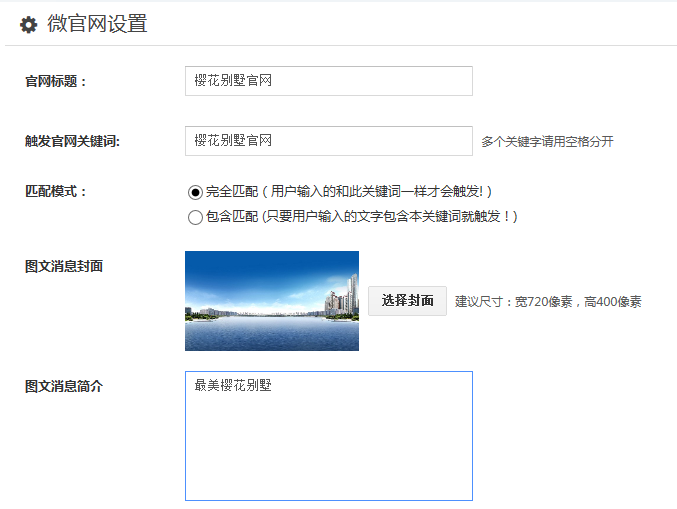 微官网设置
官网标题：
樱花别墅官网
触发官网关键词:
樱花别墅官网
多个关键字请用空格分开
匹配模式：
完全匹配 ( 用户输入的和此关键词一样才会触发! )
包含匹配 (只要用户输入的文字包含本关键词就触发！)
图文消息封面
选择封面
建议尺寸：宽720像素，高400像素
图文消息简介
最美樱花别墅